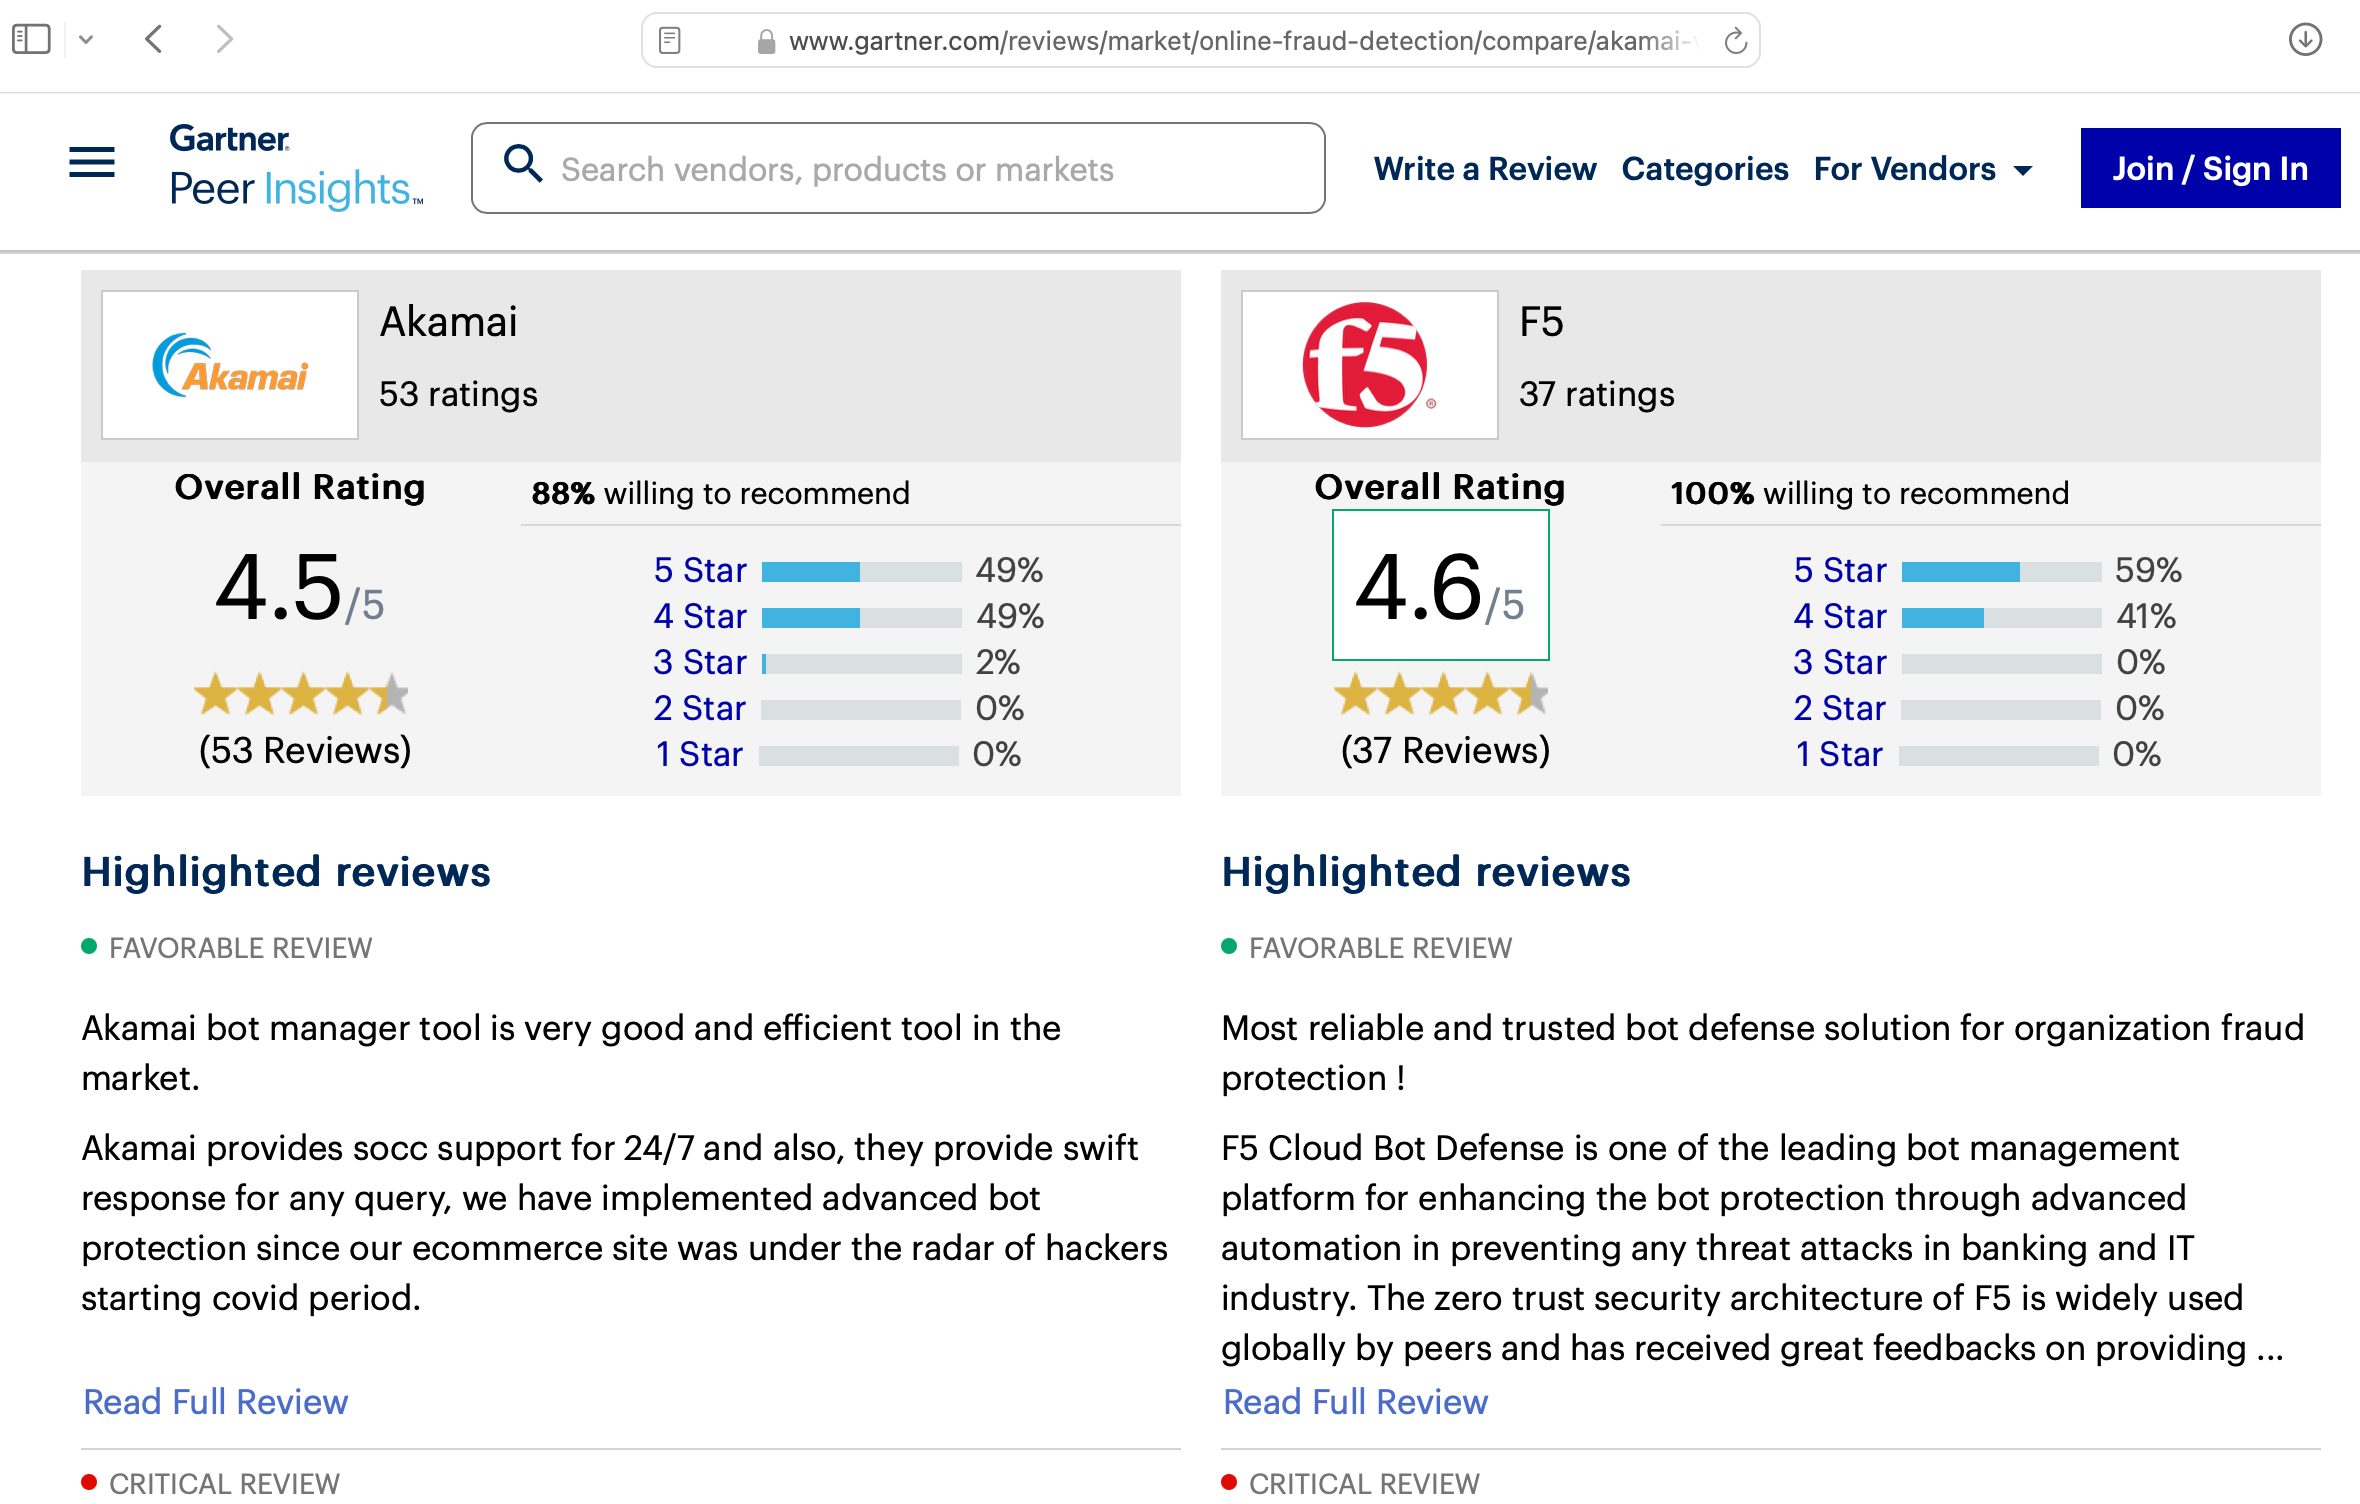 www.gartner.com/reviews/market/online-fraud-detection/compare/akamai-
Gartner
Peer Insights™
Search vendors, products or markets
Write a Review
Categories
For Vendors
Join / Sign In
Akamai
Akamai
53 ratings
Overall Rating
4.5/5
(53 Reviews)
88% willing to recommend
5 Star 49%
4 Star 49%
3 Star 2%
2 Star 0%
1 Star 0%
f5®
F5
37 ratings
Overall Rating
4.6/5
(37 Reviews)
100% willing to recommend
5 Star 59%
4 Star 41%
3 Star 0%
2 Star 0%
1 Star 0%
Highlighted reviews
FAVORABLE REVIEW
Akamai bot manager tool is very good and efficient tool in the
market.
Akamai provides socc support for 24/7 and also, they provide swift
response for any query, we have implemented advanced bot
protection since our ecommerce site was under the radar of hackers
starting covid period.
Read Full Review
CRITICAL REVIEW
Highlighted reviews
FAVORABLE REVIEW
Most reliable and trusted bot defense solution for organization fraud
protection !
F5 Cloud Bot Defense is one of the leading bot management
platform for enhancing the bot protection through advanced
automation in preventing any threat attacks in banking and IT
industry. The zero trust security architecture of F5 is widely used
globally by peers and has received great feedbacks on providing ...
Read Full Review
CRITICAL REVIEW